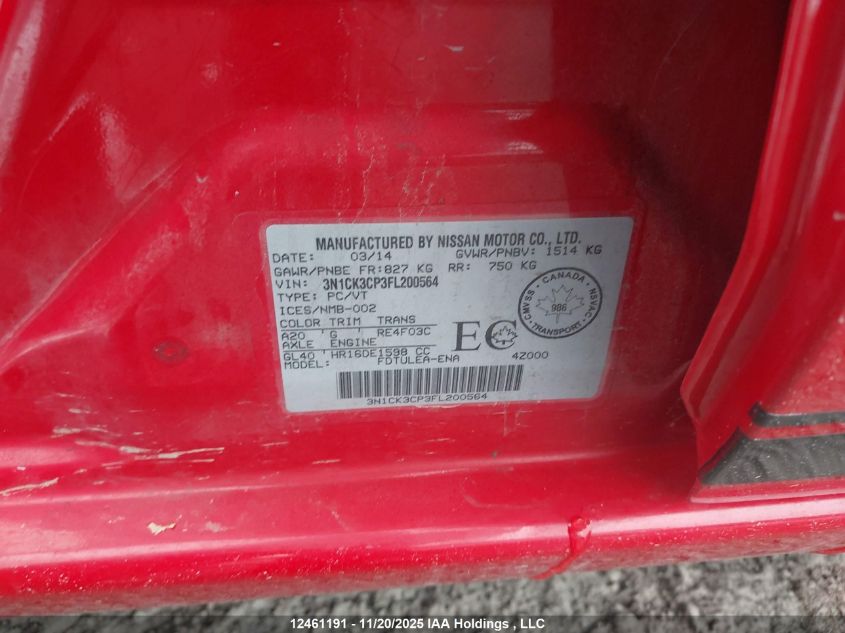 MANUFACTURED BY NISSAN MOTOR CO., LTD.
DATE: 03/14 GVWR/PNBV: 1514 KG
GAWR/PNBE FR:827 KG RR: 750 KG
VIN: 3N1CK3CP3FL200564
TYPE: PC/VT
ICES/NMB-002
COLOR TRIM TRANS
A20 G RE4F03C
AXLE ENGINE
GL40 HR16DE1598 CC
MODEL: FDTULEA-ENA 4Z000
EC
CMVSS CANADA NSVAC
986
TRANSPORT
3N1CK3CP3FL200564
12461191 - 11/20/2025 IAA Holdings , LLC